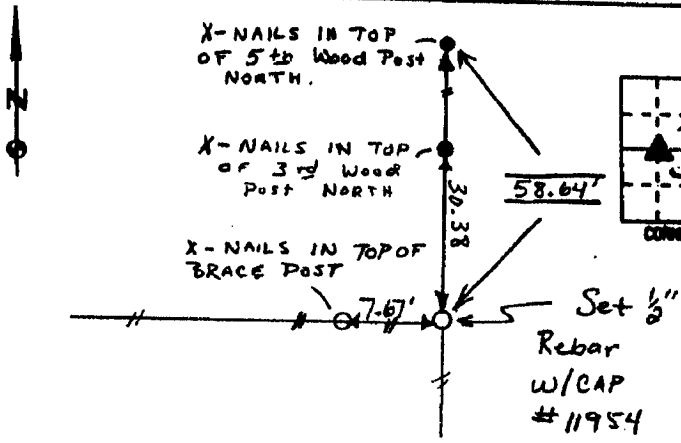 X-NAILS IN TOP
OF 5th Wood Post
NORTH.
N
X-NAILS IN TOP
OF 3rd Wood
Post NORTH
30.38
58.64'
X-NAILS IN TOP OF
BRACE POST
7.67'
Set 1/2"
Rebar
W/CAP
# 11954